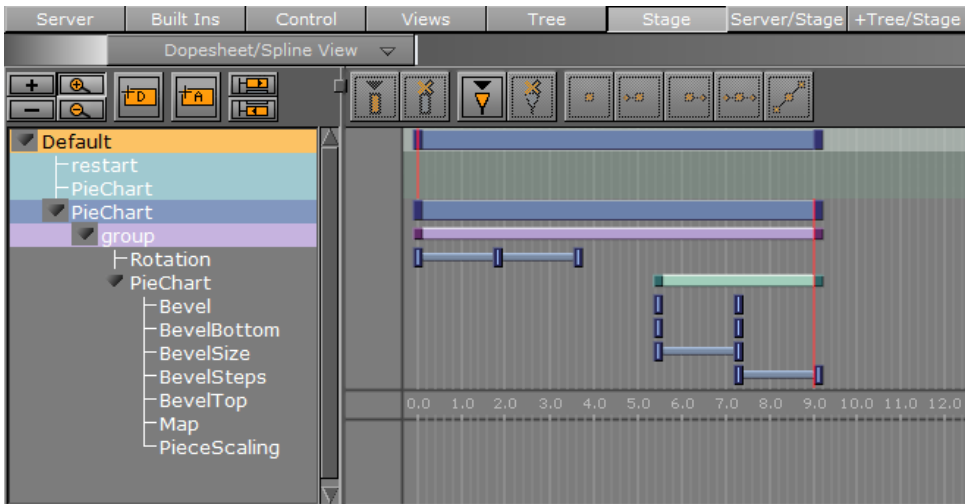 Server Built Ins Control Views Tree Stage Server/Stage +Tree/Stage
Dopesheet/Spline View
D A
Default
restart
PieChart
PieChart
group
Rotation
PieChart
Bevel
BevelBottom
BevelSize
BevelSteps
BevelTop
Map
PieceScaling
0.0 1.0 2.0 3.0 4.0 5.0 6.0 7.0 8.0 9.0 10.0 11.0 12.0